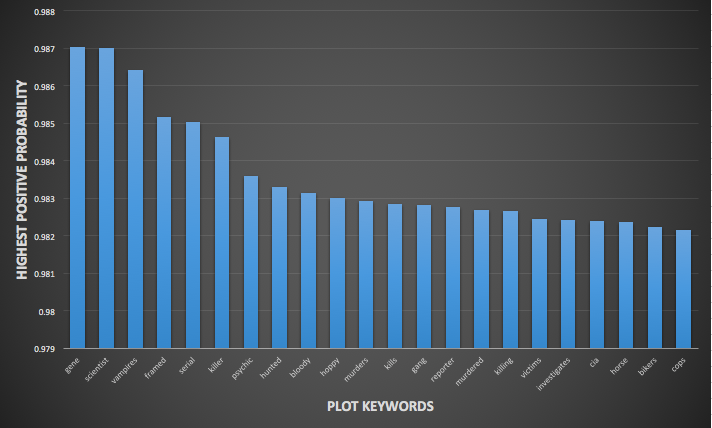 0.988
0.987
0.986
0.985
0.984
0.983
0.982
0.981
0.98
0.979
HIGHEST POSITIVE PROBABILITY
gene
scientist
vampires
framed
serial
killer
psychic
hunted
bloody
hoppy
murders
kills
gang
reporter
murdered
killing
victims
investigates
cia
horse
bikers
cops
PLOT KEYWORDS